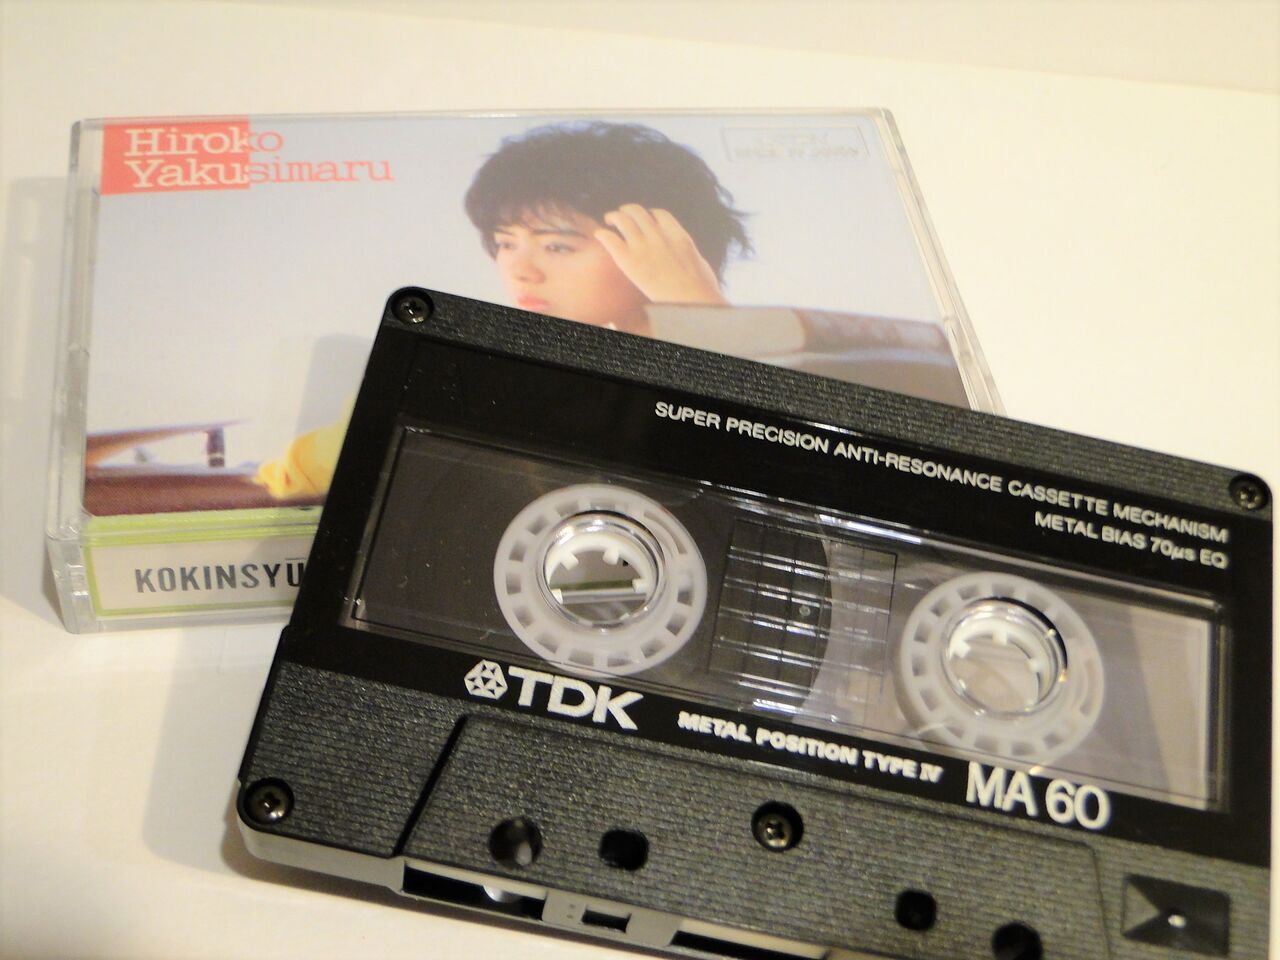 Hiroko
Yakusimaru
KOKINSYŪ
SUPER PRECISION ANTI-RESONANCE CASSETTE MECHANISM
METAL BIAS 70μs EQ
TDK
METAL POSITION TYPE IV
MA 60